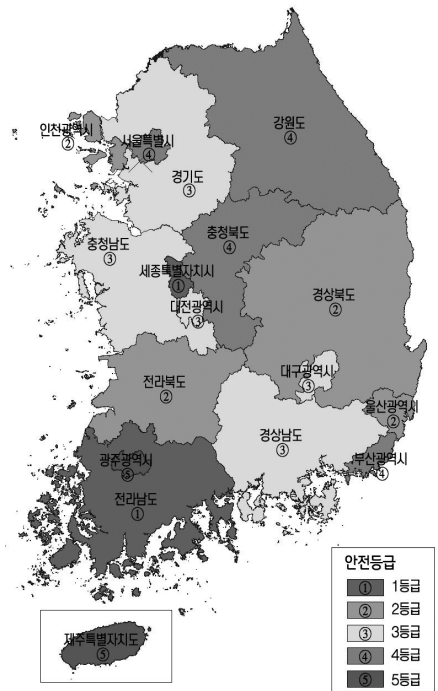 강원도
④
인천광역시
②
서울특별시
④
경기도
③
충청북도
④
충청남도
③
세종특별자치시
①
대전광역시
③
경상북도
②
대구광역시
③
전라북도
②
울산광역시
②
경상남도
③
부산광역시
④
광주광역시
⑤
전라남도
①
제주특별자치도
⑤
안전등급
① 1등급
② 2등급
③ 3등급
④ 4등급
⑤ 5등급